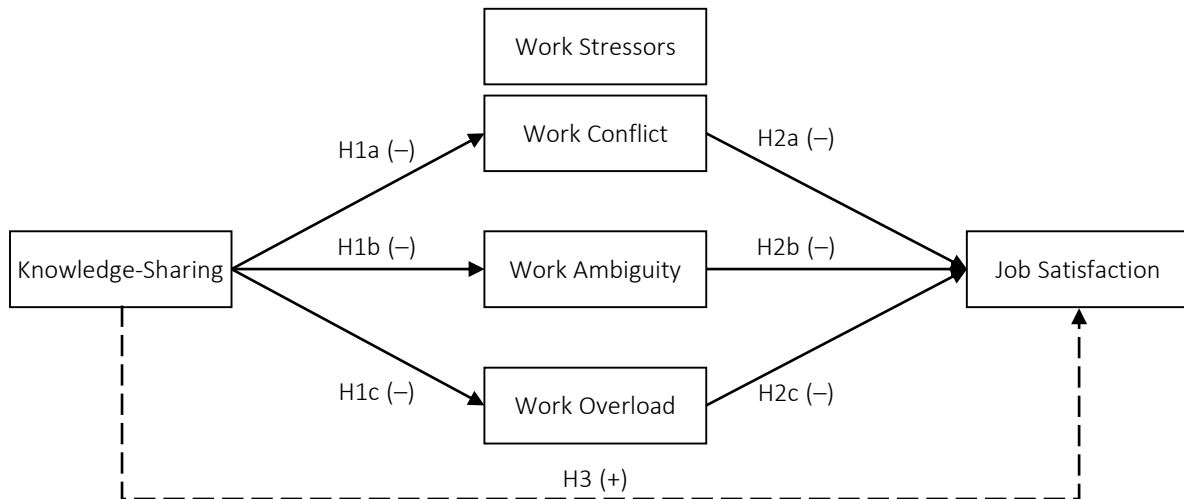 Work Stressors
Work Conflict
H1a (–)
H2a (–)
Knowledge-Sharing
H1b (–)
Work Ambiguity
H2b (–)
Job Satisfaction
H1c (–)
Work Overload
H2c (–)
H3 (+)